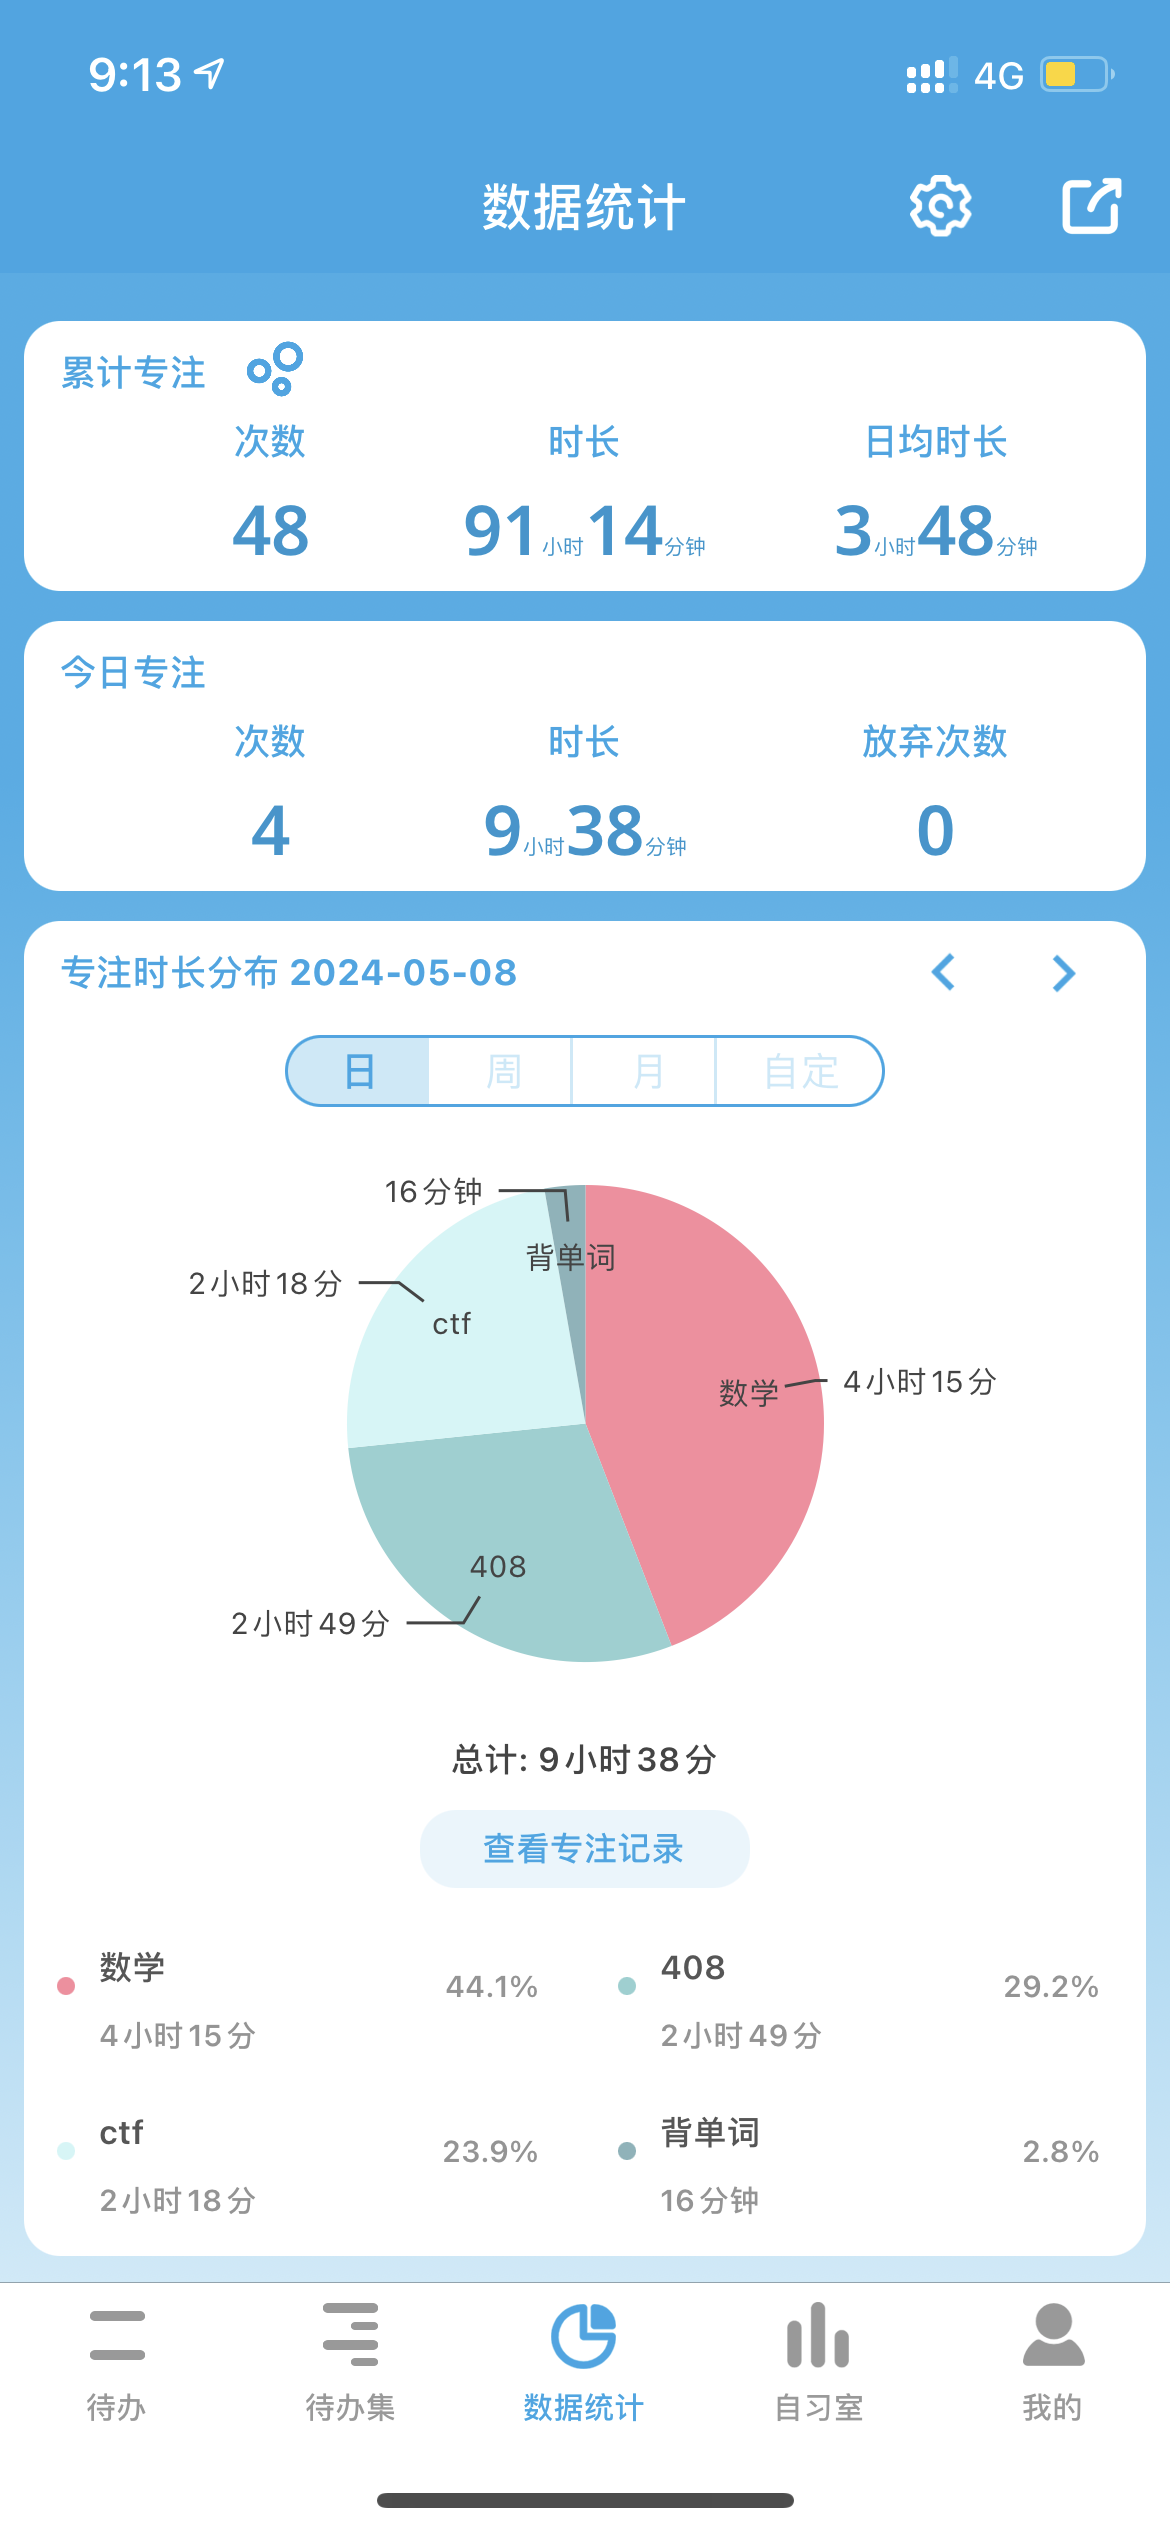 9:13
4G
数据统计
累计专注
次数 时长 日均时长
48 91小时14分钟 3小时48分钟
今日专注
次数 时长 放弃次数
4 9小时38分钟 0
专注时长分布 2024-05-08
日 周 月 自定
16分钟
背单词
2小时18分
ctf
数学
4小时15分
408
2小时49分
总计: 9小时38分
查看专注记录
数学 44.1%
4小时15分
408 29.2%
2小时49分
ctf 23.9%
2小时18分
背单词 2.8%
16分钟
待办 待办集 数据统计 自习室 我的